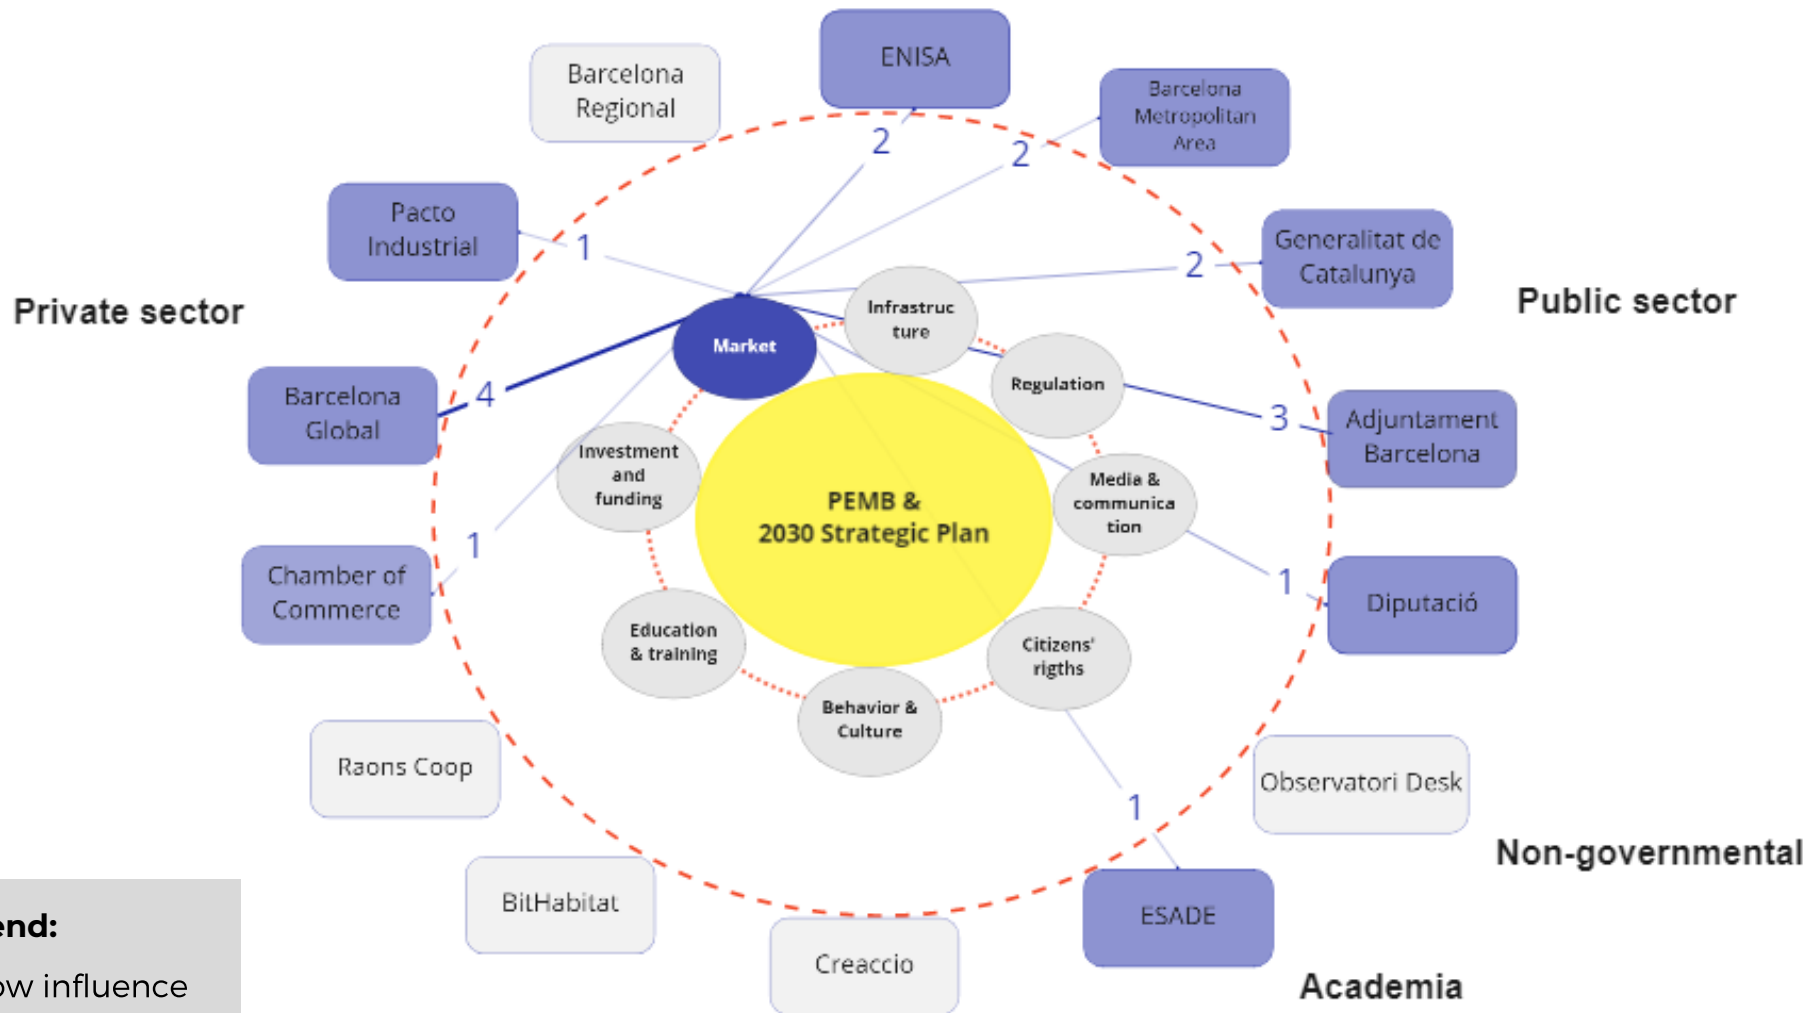 ENISA
Barcelona
Regional
Barcelona
Metropolitan
Area
2
2
Pacto
Industrial
1
Generalitat de
Catalunya
2
Private sector
Public sector
Infrastruc
ture
Market
Regulation
Barcelona
Global
4
3
Adjuntament
Barcelona
Investment
and
funding
Media &
communica
tion
PEMB &
2030 Strategic Plan
1
Chamber of
Commerce
1
Diputació
Education
& training
Citizens'
rigths
Behavior &
Culture
Raons Coop
Observatori Desk
1
Non-governmental
BitHabitat
ESADE
Creaccio
Academia
end:
ow influence